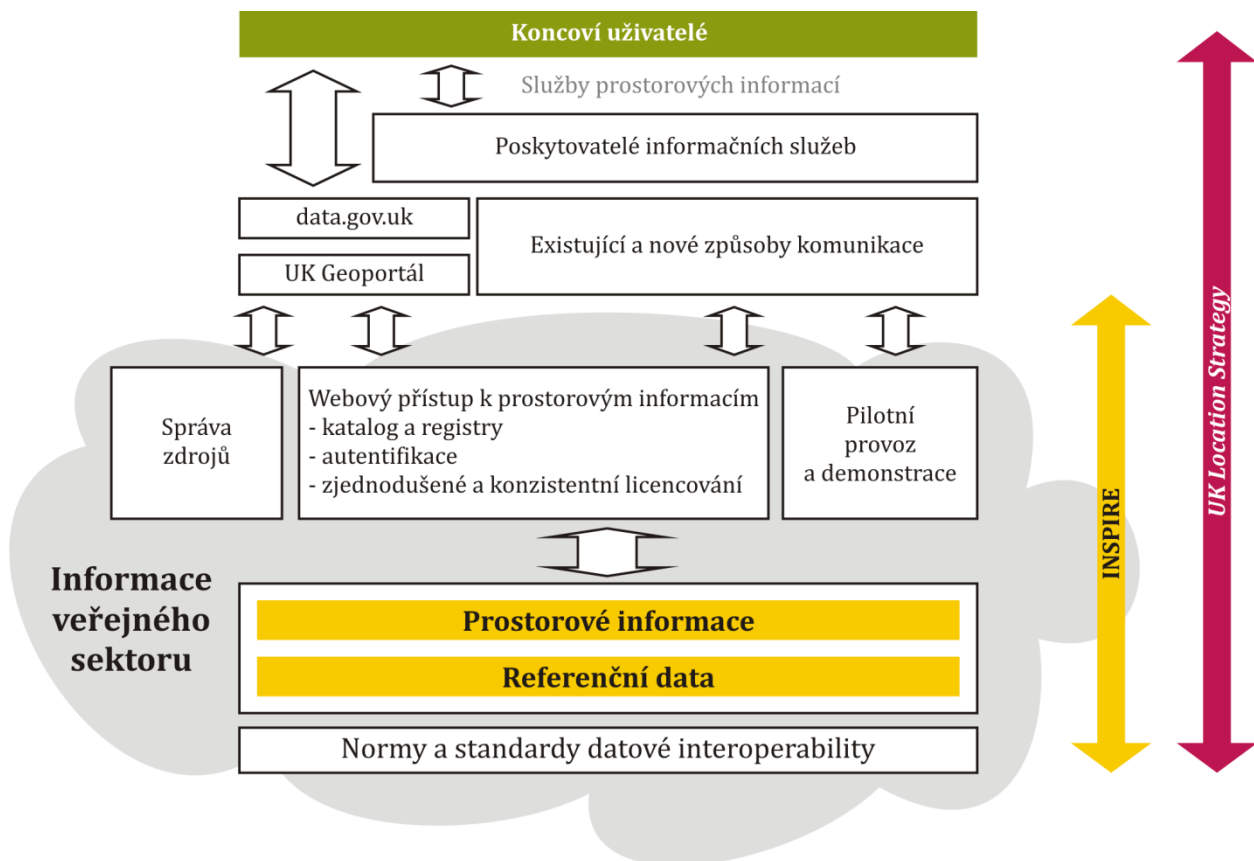 Koncoví uživatelé
Služby prostorových informací
Poskytovatelé informačních služeb
data.gov.uk
Existující a nové způsoby komunikace
UK Geoportál
Správa
zdrojů
Webový přístup k prostorovým informacím
- katalog a registry
- autentifikace
- zjednodušené a konzistentní licencování
Pilotní
provoz
a demonstrace
Informace
veřejného
sektoru
Prostorové informace
Referenční data
Normy a standardy datové interoperability
INSPIRE
UK Location Strategy